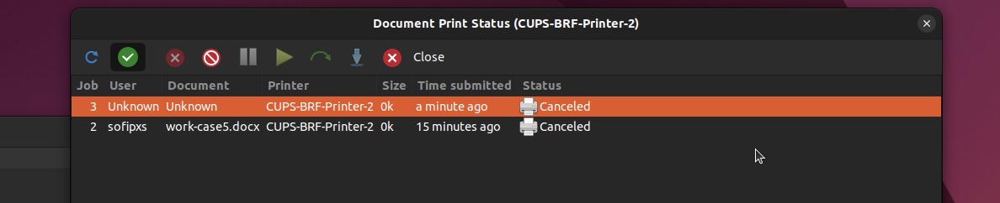 Document Print Status (CUPS-BRF-Printer-2)
Close
Job User Document Printer Size Time submitted Status
3 Unknown Unknown CUPS-BRF-Printer-2 0k a minute ago Canceled
2 sofipxs work-case5.docx CUPS-BRF-Printer-2 0k 15 minutes ago Canceled